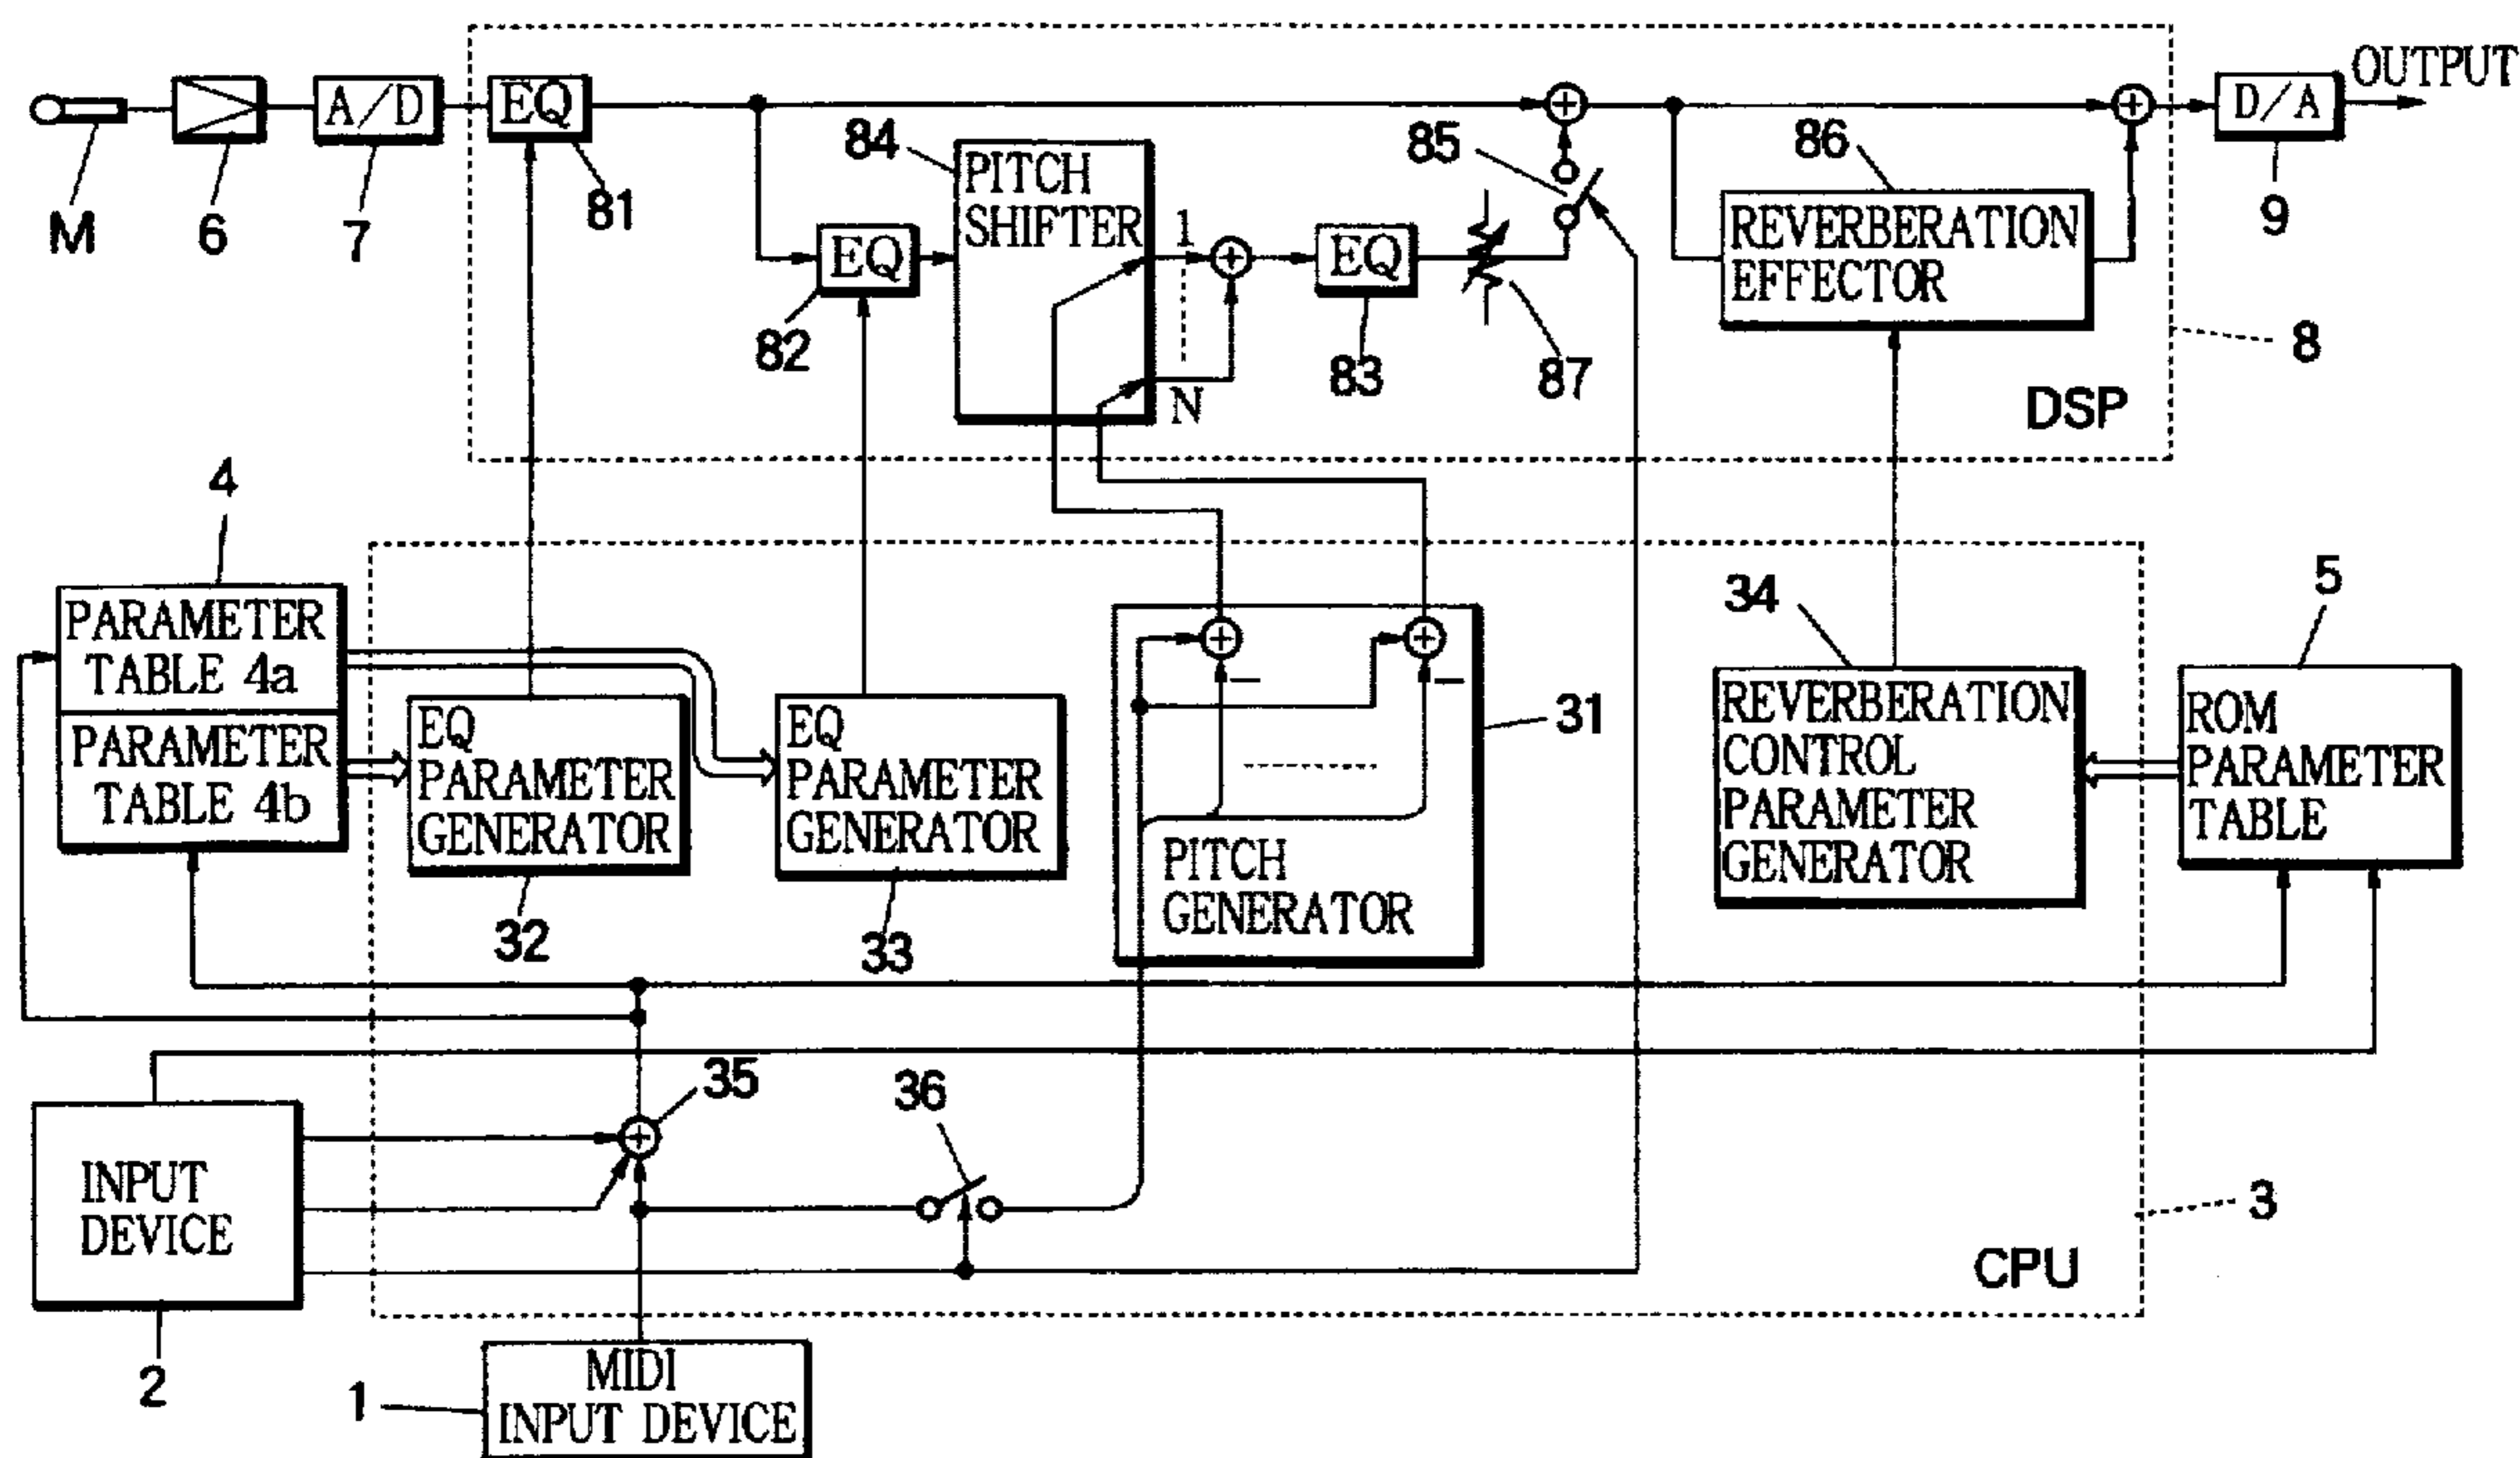 OUTPUT
A/D
EQ
D/A
M
6
7
81
84
PITCH
SHIFTER
1
N
85
86
REVERBERATION
EFFECTOR
9
EQ
82
EQ
83
87
8
DSP
4
PARAMETER
TABLE 4a
PARAMETER
TABLE 4b
EQ
PARAMETER
GENERATOR
32
EQ
PARAMETER
GENERATOR
33
PITCH
GENERATOR
31
34
REVERBERATION
CONTROL
PARAMETER
GENERATOR
5
ROM
PARAMETER
TABLE
35
36
INPUT
DEVICE
2
3
CPU
1
MIDI
INPUT DEVICE